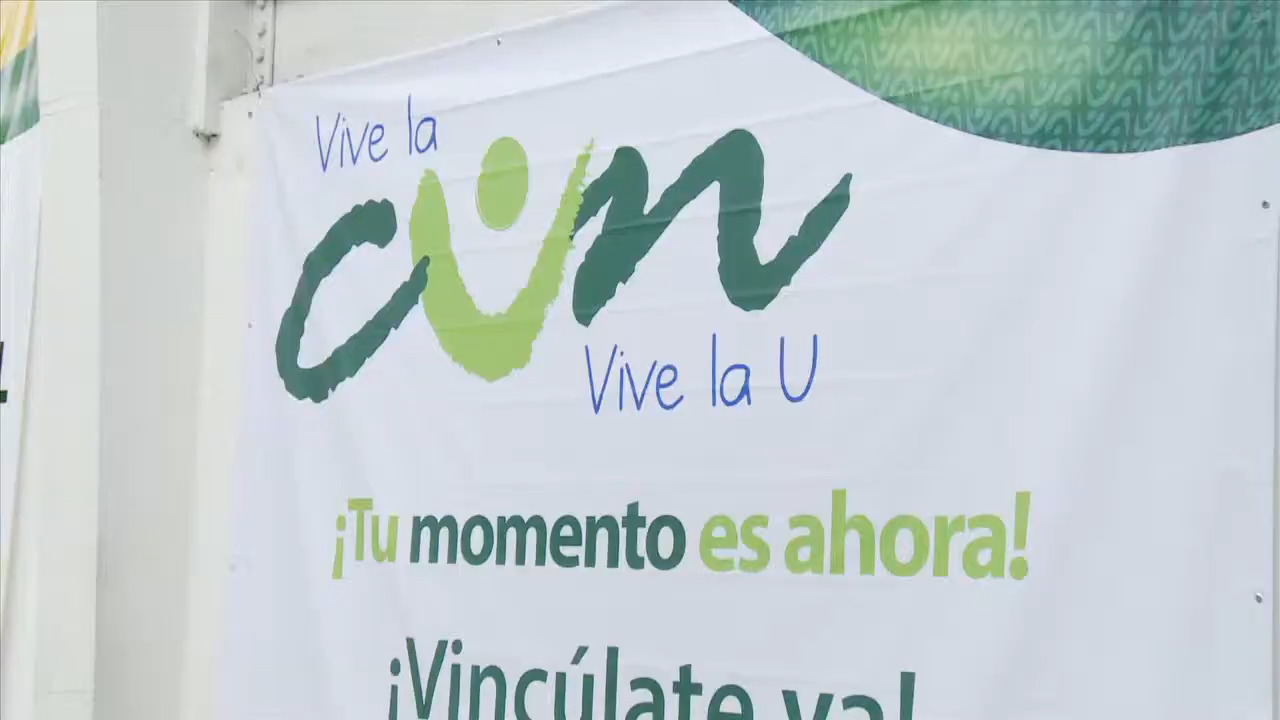 Vive la
cun
Vive la U
¡Tu momento es ahora!
¡Vincúlate ya!